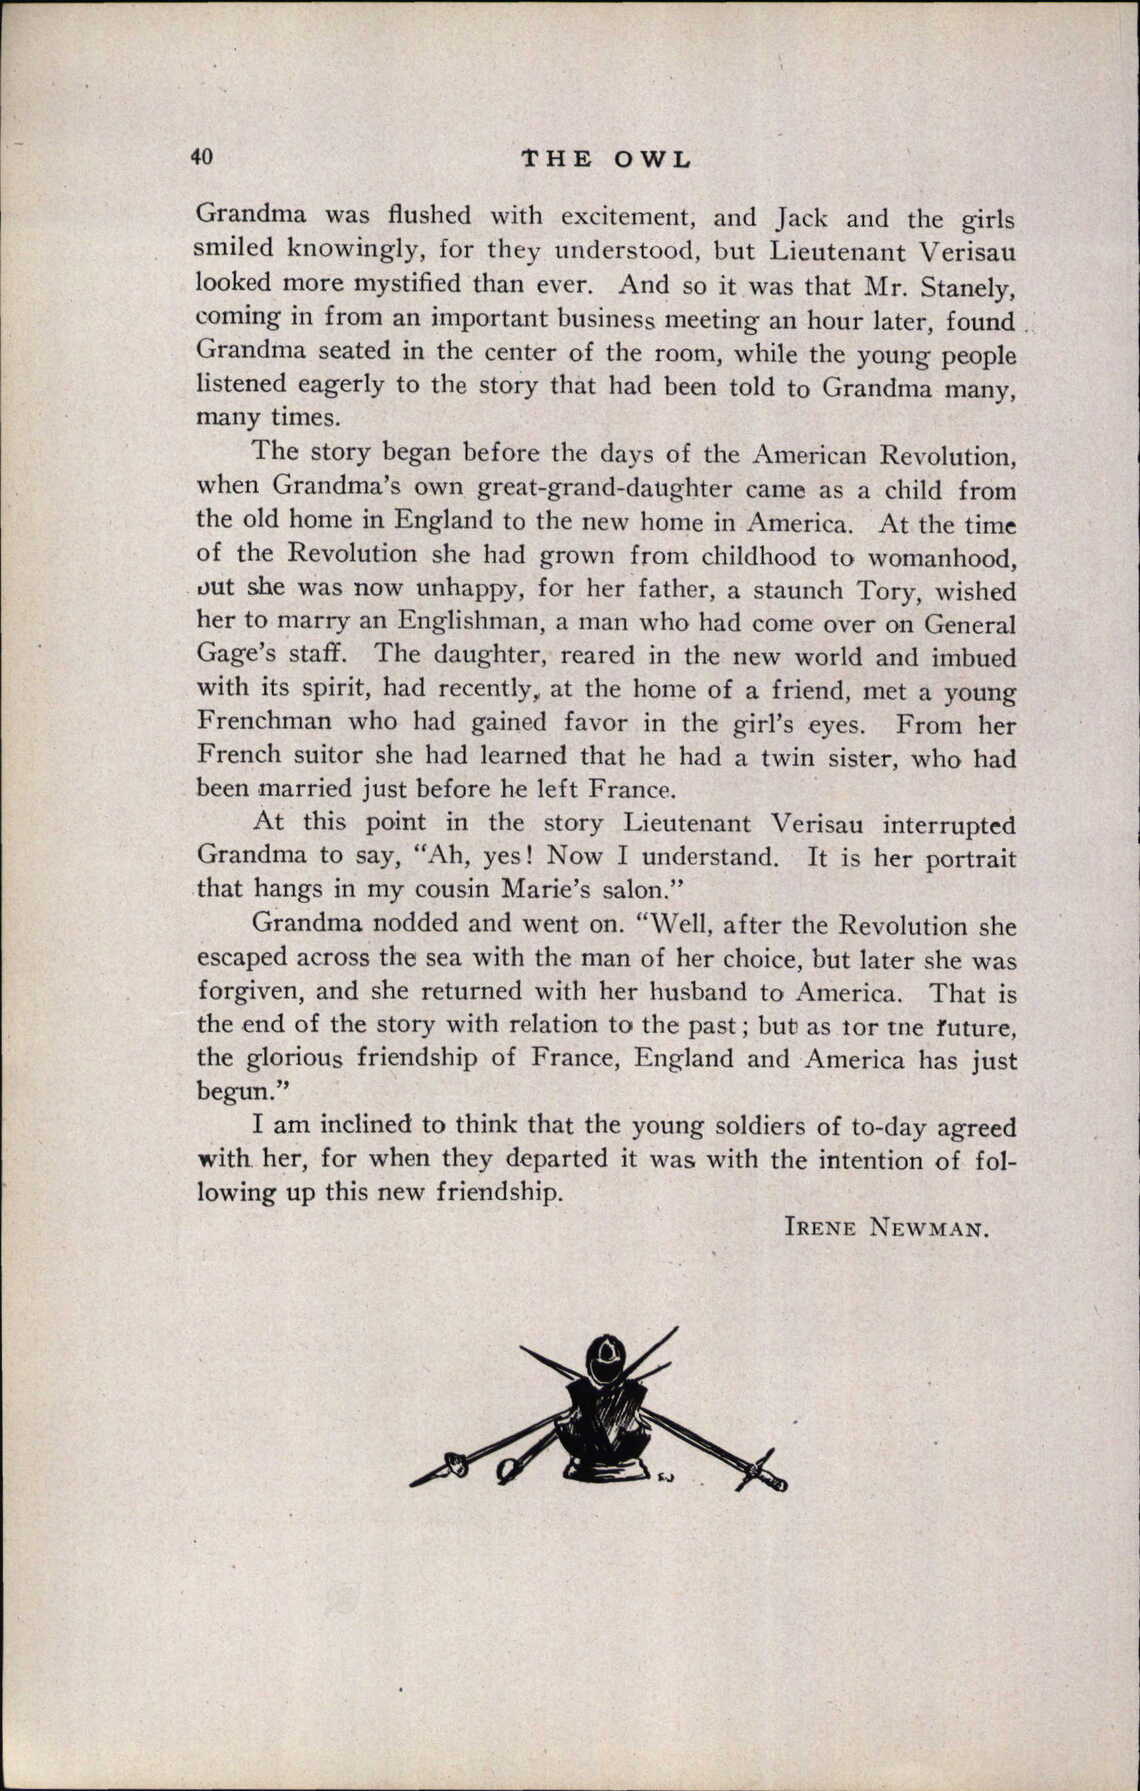 40
THE OWL
Grandma was flushed with excitement, and Jack and the girls
smiled knowingly, for they understood, but Lieutenant Verisau
looked more mystified than ever. And so it was that Mr. Stanely,
coming in from an important business meeting an hour later, found
Grandma seated in the center of the room, while the young people
listened eagerly to the story that had been told to Grandma many,
many times.
The story began before the days of the American Revolution,
when Grandma's own great-grand-daughter came as a child from
the old home in England to the new home in America. At the time
of the Revolution she had grown from childhood to womanhood,
but she was now unhappy, for her father, a staunch Tory, wished
her to marry an Englishman, a man who had come over on General
Gage's staff. The daughter, reared in the new world and imbued
with its spirit, had recently, at the home of a friend, met a young
Frenchman who had gained favor in the girl's eyes. From her
French suitor she had learned that he had a twin sister, who had
been married just before he left France.
At this point in the story Lieutenant Verisau interrupted
Grandma to say, “Ah, yes! Now I understand. It is her portrait
that hangs in my cousin Marie's salon.”
Grandma nodded and went on. “Well, after the Revolution she
escaped across the sea with the man of her choice, but later she was
forgiven, and she returned with her husband to America. That is
the end of the story with relation to the past; but as for the future,
the glorious friendship of France, England and America has just
begun.”
I am inclined to think that the young soldiers of to-day agreed
with her, for when they departed it was with the intention of fol-
lowing up this new friendship.
IRENE NEWMAN.